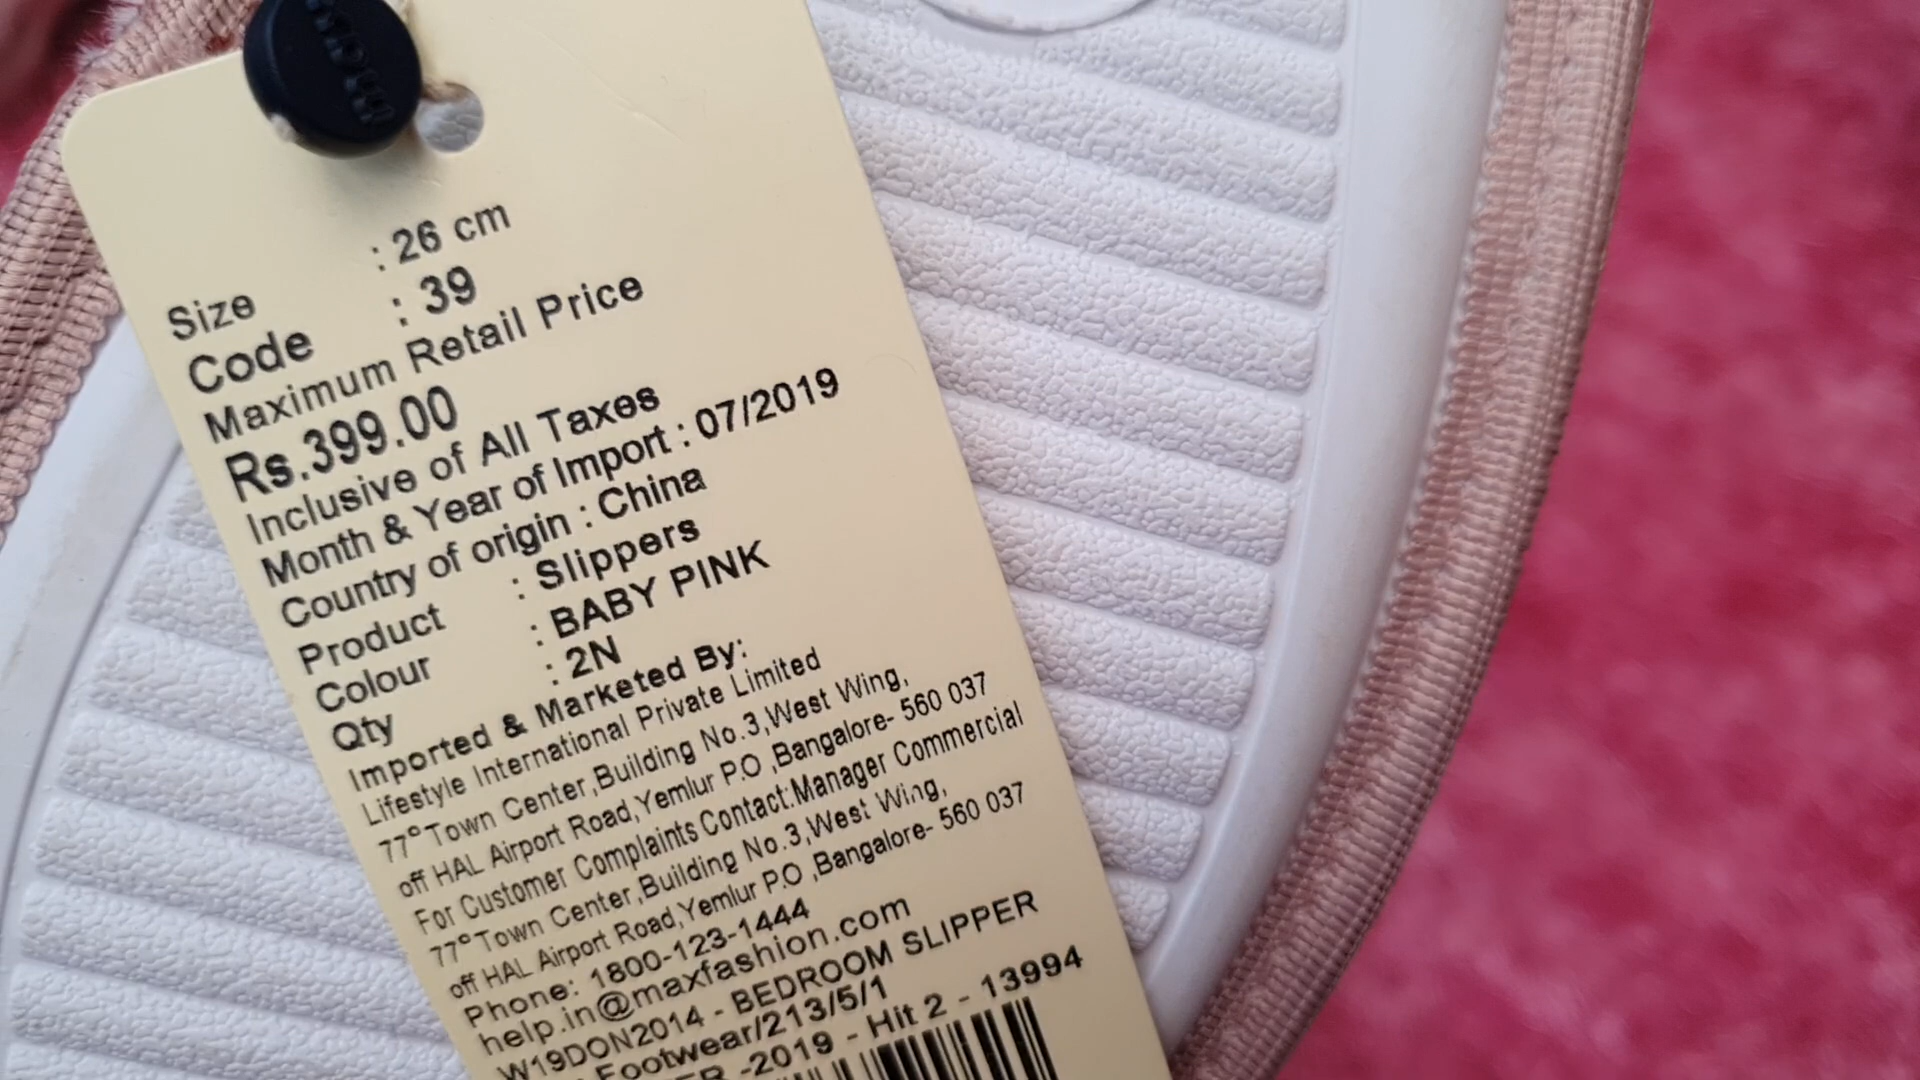 Size : 26 cm
Code : 39
Maximum Retail Price
Rs.399.00
Inclusive of All Taxes
Month & Year of Import : 07/2019
Country of origin : China
Product : Slippers
Colour : BABY PINK
Qty : 2N
Imported & Marketed By:
Lifestyle International Private Limited
77°Town Center,Building No.3,West Wing,
off HAL Airport Road,Yemlur P.O ,Bangalore- 560 037
For Customer Complaints Contact:Manager Commercial
77°Town Center,Building No.3,West Wing,
off HAL Airport Road,Yemlur P.O ,Bangalore- 560 037
Phone: 1800-123-1444
help.in@maxfashion.com
W19DON2014 - BEDROOM SLIPPER
Footwear/213/5/1
-2019 - Hit 2 - 13994